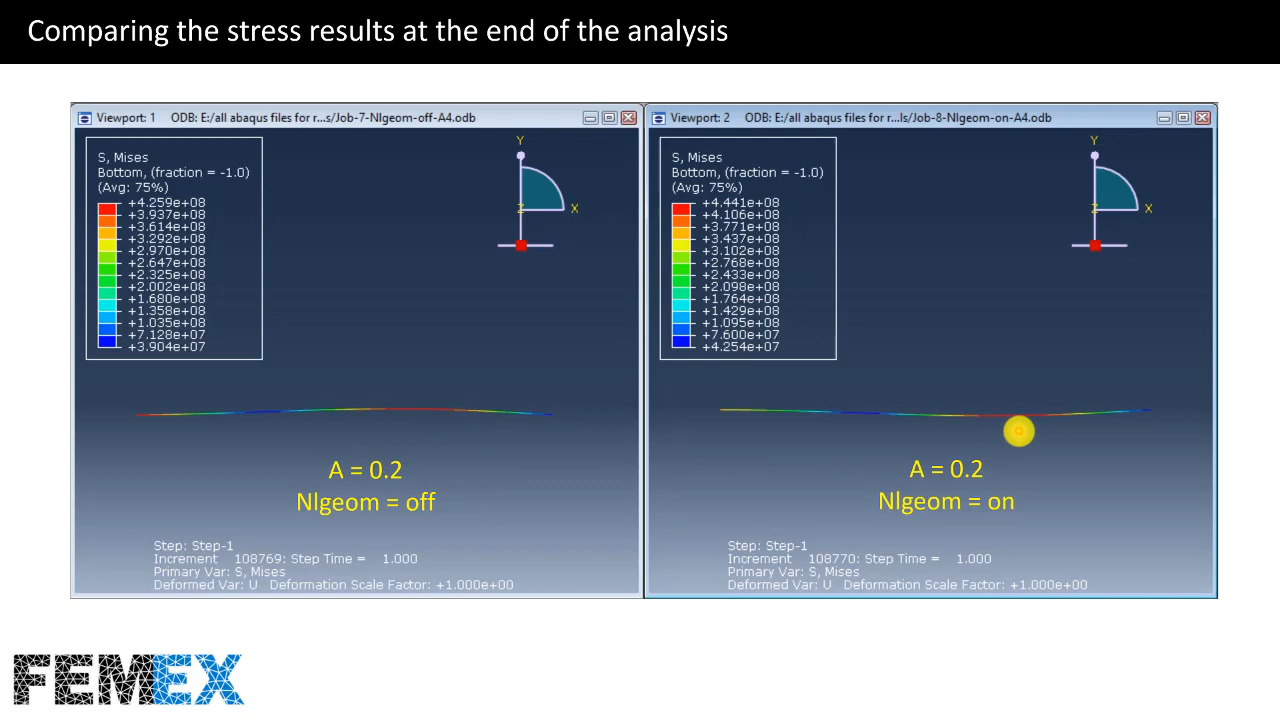 Comparing the stress results at the end of the analysis
Viewport: 1 ODB: E:/all abaqus files for r...s/Job-7-Nlgeom-off-A4.odb
S, Mises
Bottom, (fraction = -1.0)
(Avg: 75%)
+4.259e+08
+3.937e+08
+3.614e+08
+3.292e+08
+2.970e+08
+2.647e+08
+2.325e+08
+2.002e+08
+1.680e+08
+1.358e+08
+1.035e+08
+7.128e+07
+3.904e+07
Y
Z
X
A = 0.2
Nlgeom = off
Step: Step-1
Increment 108769: Step Time = 1.000
Primary Var: S, Mises
Deformed Var: U Deformation Scale Factor: +1.000e+00
Viewport: 2 ODB: E:/all abaqus files for r...ls/Job-8-Nlgeom-on-A4.odb
S, Mises
Bottom, (fraction = -1.0)
(Avg: 75%)
+4.441e+08
+4.106e+08
+3.771e+08
+3.437e+08
+3.102e+08
+2.768e+08
+2.433e+08
+2.098e+08
+1.764e+08
+1.429e+08
+1.095e+08
+7.600e+07
+4.254e+07
Y
Z
X
A = 0.2
Nlgeom = on
Step: Step-1
Increment 108770: Step Time = 1.000
Primary Var: S, Mises
Deformed Var: U Deformation Scale Factor: +1.000e+00
FEMEX